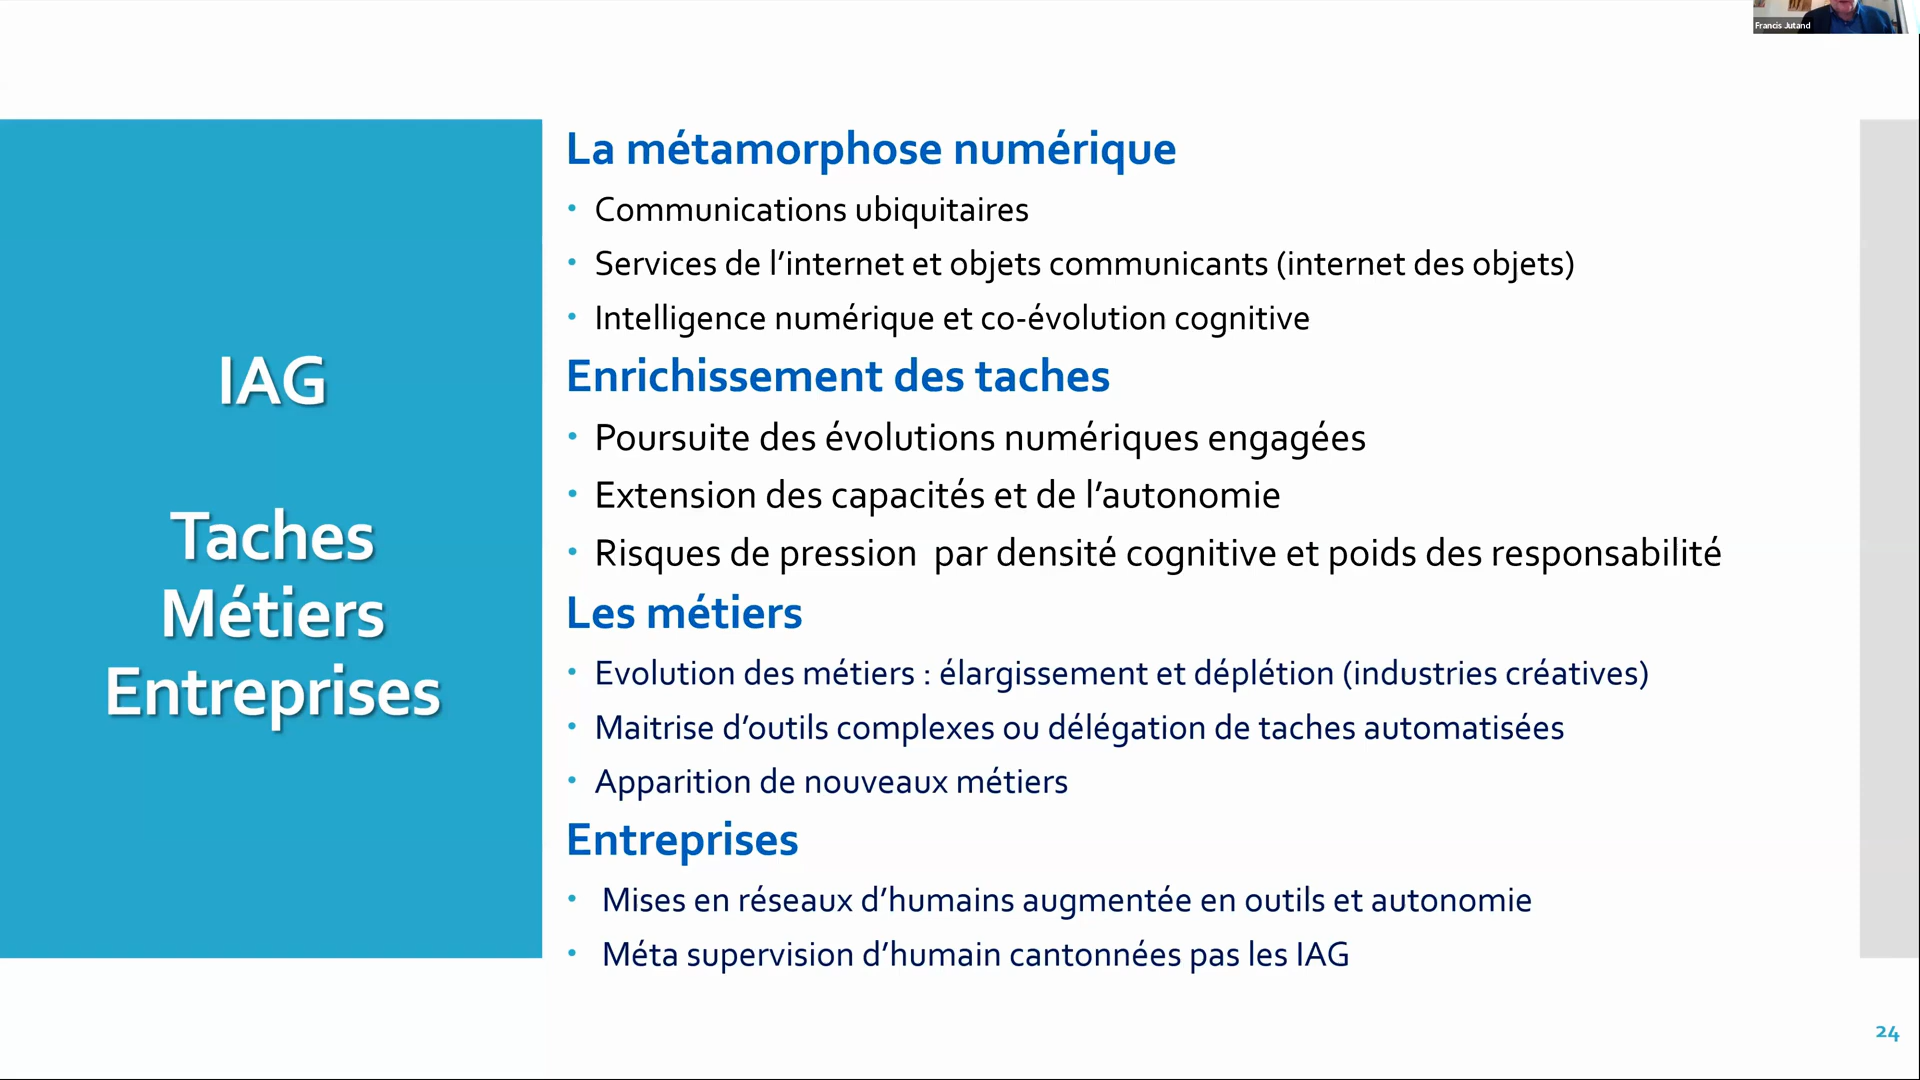 Francis Jutand
IAG
Taches
Métiers
Entreprises
La métamorphose numérique
• Communications ubiquitaires
• Services de l’internet et objets communicants (internet des objets)
• Intelligence numérique et co-évolution cognitive
Enrichissement des taches
• Poursuite des évolutions numériques engagées
• Extension des capacités et de l’autonomie
• Risques de pression  par densité cognitive et poids des responsabilité
Les métiers
• Evolution des métiers : élargissement et déplétion (industries créatives)
• Maitrise d’outils complexes ou délégation de taches automatisées
• Apparition de nouveaux métiers
Entreprises
• Mises en réseaux d’humains augmentée en outils et autonomie
• Méta supervision d’humain cantonnées pas les IAG
24